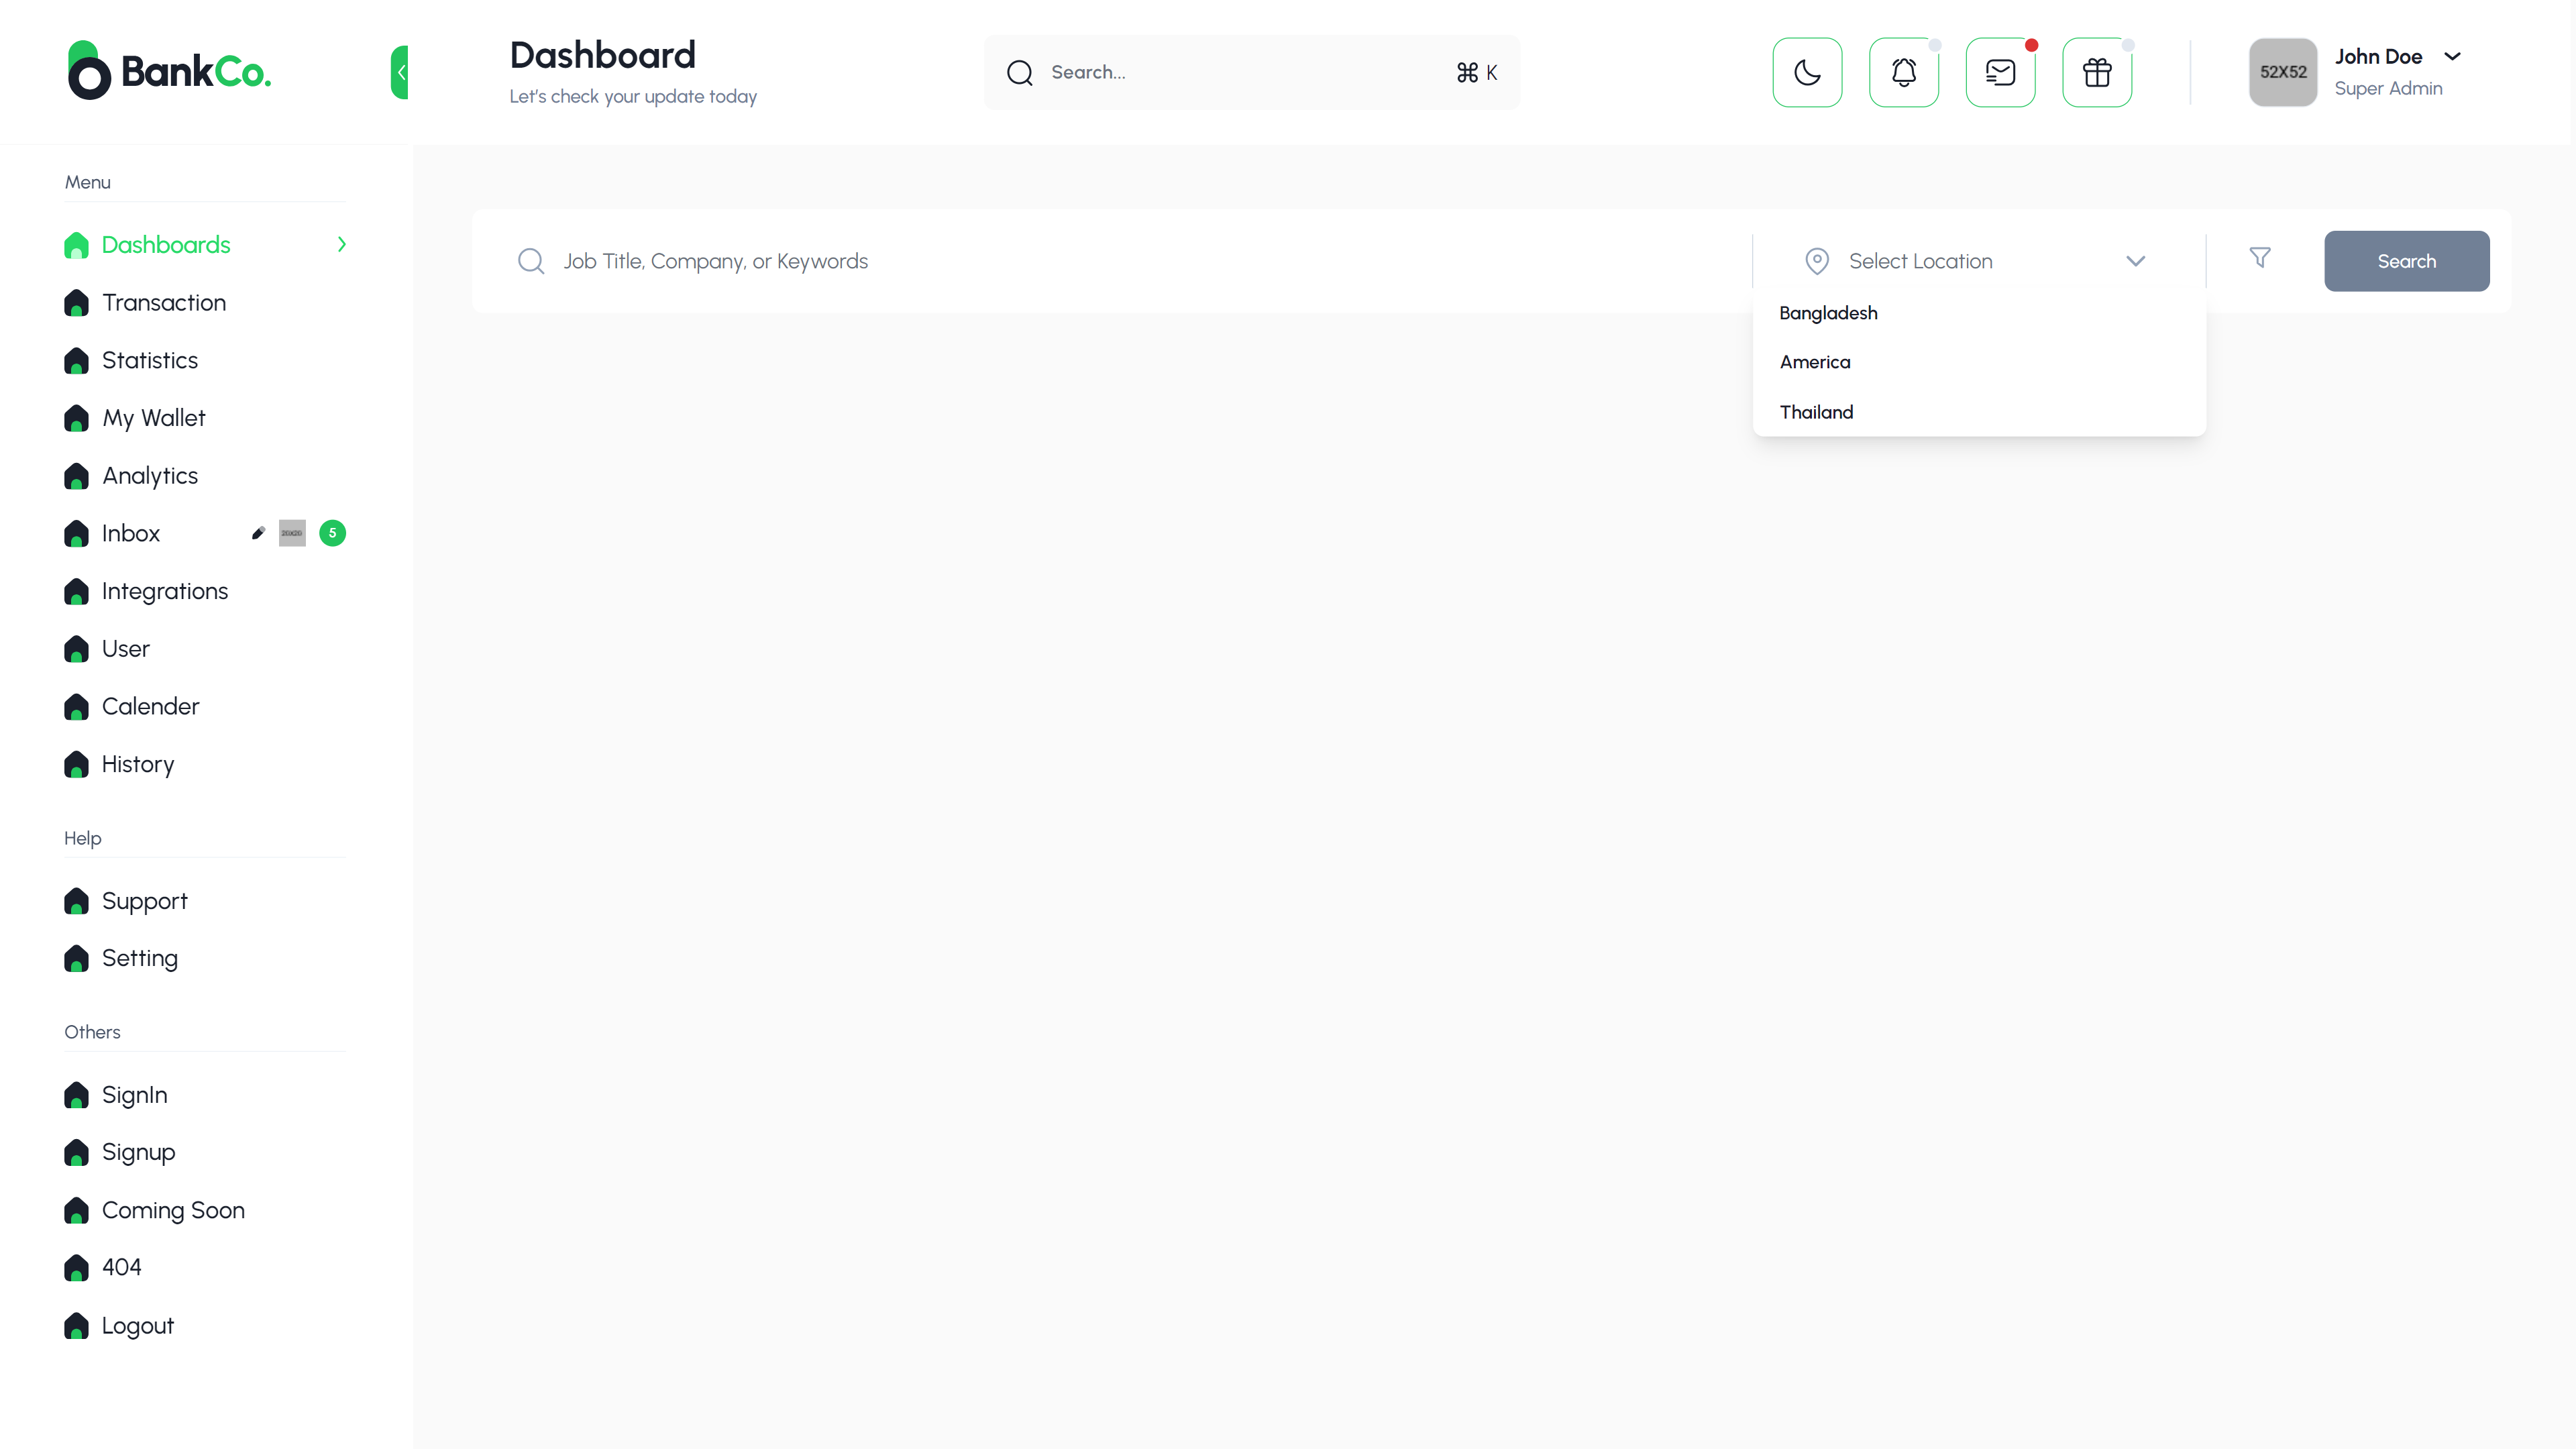 BankCo.
Dashboard
Let's check your update today
Search...
⌘ K
52X52
John Doe
Super Admin
Menu
Dashboards
Transaction
Statistics
My Wallet
Analytics
Inbox
5
Integrations
User
Calender
History
Help
Support
Setting
Others
SignIn
Signup
Coming Soon
404
Logout
Job Title, Company, or Keywords
Select Location
Search
Bangladesh
America
Thailand